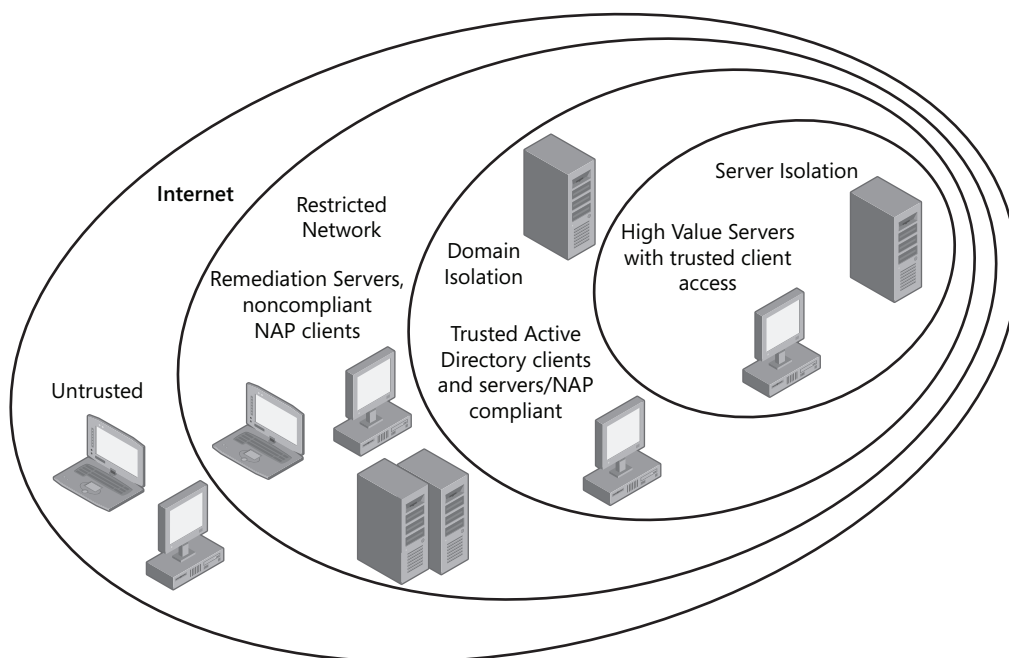 Internet
Untrusted
Restricted
Network
Remediation Servers,
noncompliant
NAP clients
Domain
Isolation
Trusted Active
Directory clients
and servers/NAP
compliant
Server Isolation
High Value Servers
with trusted client
access